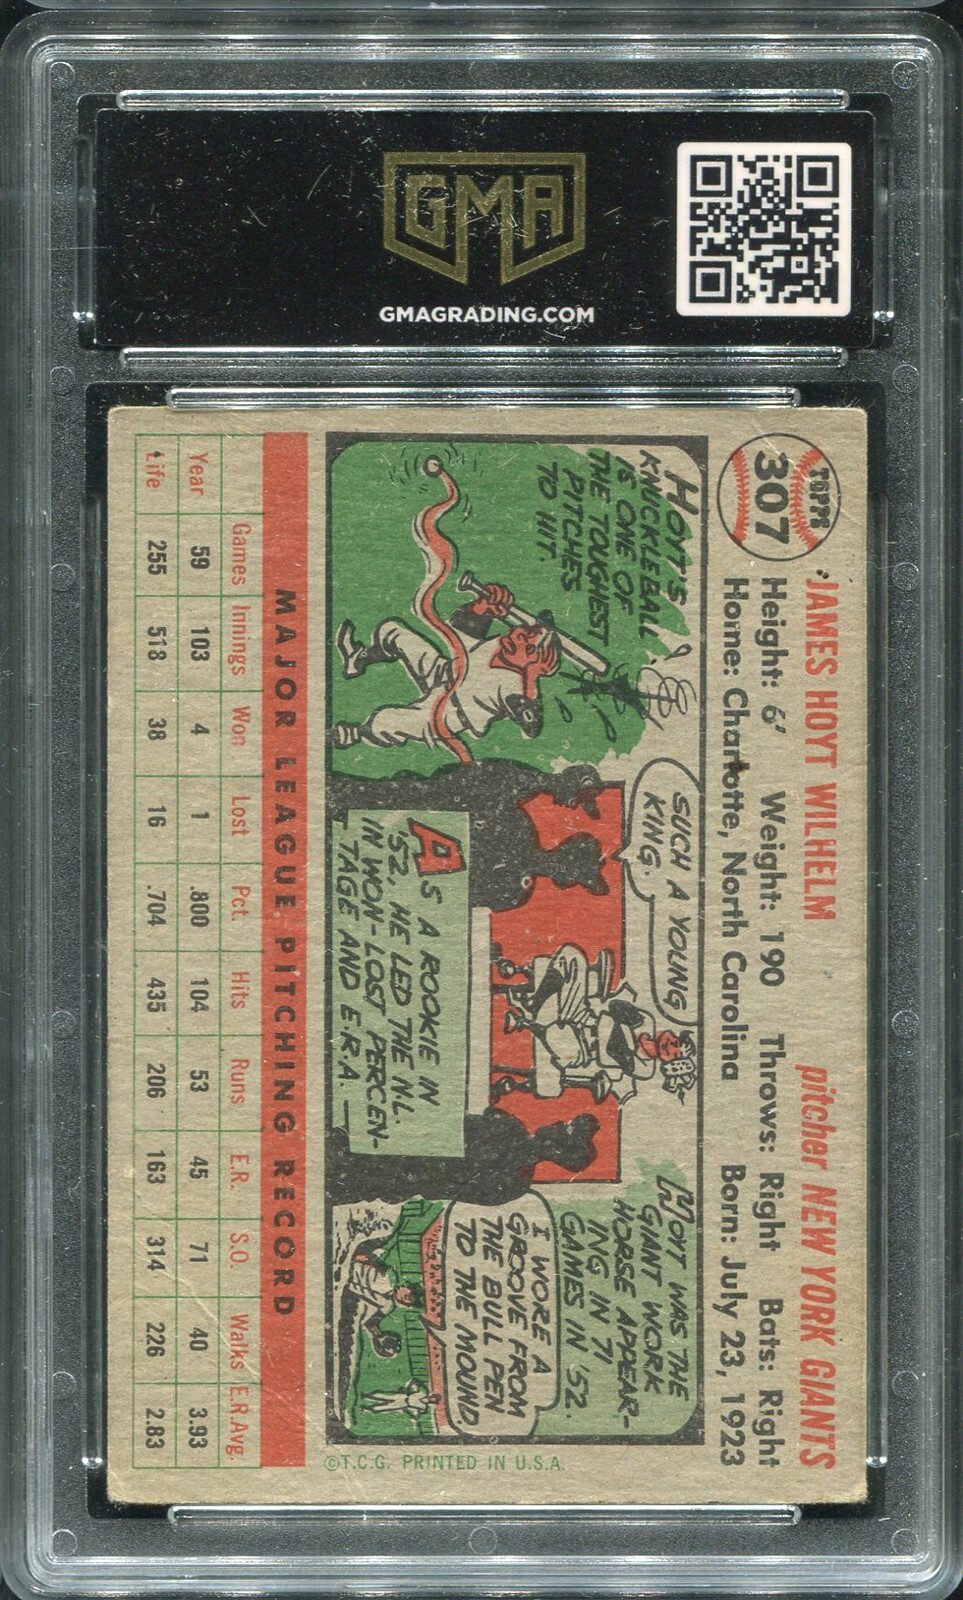 GMA
GMAGRADING.COM
TOPPS
307
JAMES HOYT WILHELM pitcher NEW YORK GIANTS
Height: 6' Weight: 190 Throws: Right Bats: Right
Home: Charlotte, North Carolina Born: July 23, 1923
HOYT'S
KNUCKLEBALL
IS ONE OF
THE TOUGHEST
PITCHES
TO HIT.
SUCH A YOUNG
KING.
AS A ROOKIE IN
'52, HE LED THE N.L.
IN WON-LOST PERCEN-
TAGE AND E.R.A.
HOYT WAS THE
GIANT WORK
HORSE APPEAR-
ING IN 71
GAMES IN '52.
I WORE A
GROOVE FROM
THE BULL PEN
TO THE MOUND.
©T.C.G. PRINTED IN U.S.A.
MAJOR LEAGUE PITCHING RECORD
Games Innings Won Lost Pct. Hits Runs E.R. S.O. Walks E.R.Avg.
Year 59 103 4 1 .800 104 53 45 71 40 3.93
Life 255 518 38 16 .704 435 206 163 314 226 2.83